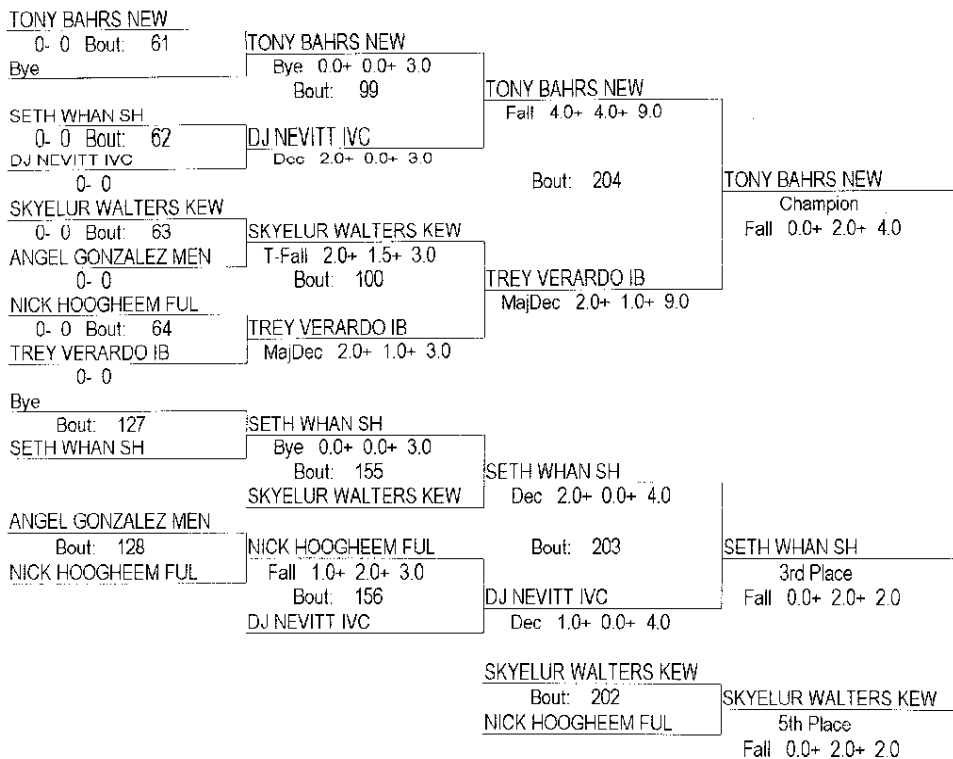 TONY BAHRS NEW
0- 0 Bout: 61
Bye
TONY BAHRS NEW
Bye 0.0+ 0.0+ 3.0
Bout: 99
SETH WHAN SH
0- 0 Bout: 62
DJ NEVITT IVC
0- 0
DJ NEVITT IVC
Dec 2.0+ 0.0+ 3.0
TONY BAHRS NEW
Fall 4.0+ 4.0+ 9.0
Bout: 204
SKYELUR WALTERS KEW
0- 0 Bout: 63
ANGEL GONZALEZ MEN
0- 0
SKYELUR WALTERS KEW
T-Fall 2.0+ 1.5+ 3.0
Bout: 100
NICK HOOGHEEM FUL
0- 0 Bout: 64
TREY VERARDO IB
0- 0
TREY VERARDO IB
MajDec 2.0+ 1.0+ 3.0
TREY VERARDO IB
MajDec 2.0+ 1.0+ 9.0
TONY BAHRS NEW
Champion
Fall 0.0+ 2.0+ 4.0
Bye
Bout: 127
SETH WHAN SH
SETH WHAN SH
Bye 0.0+ 0.0+ 3.0
Bout: 155
SKYELUR WALTERS KEW
SETH WHAN SH
Dec 2.0+ 0.0+ 4.0
Bout: 203
ANGEL GONZALEZ MEN
Bout: 128
NICK HOOGHEEM FUL
NICK HOOGHEEM FUL
Fall 1.0+ 2.0+ 3.0
Bout: 156
DJ NEVITT IVC
DJ NEVITT IVC
Dec 1.0+ 0.0+ 4.0
SETH WHAN SH
3rd Place
Fall 0.0+ 2.0+ 2.0
SKYELUR WALTERS KEW
Bout: 202
NICK HOOGHEEM FUL
SKYELUR WALTERS KEW
5th Place
Fall 0.0+ 2.0+ 2.0